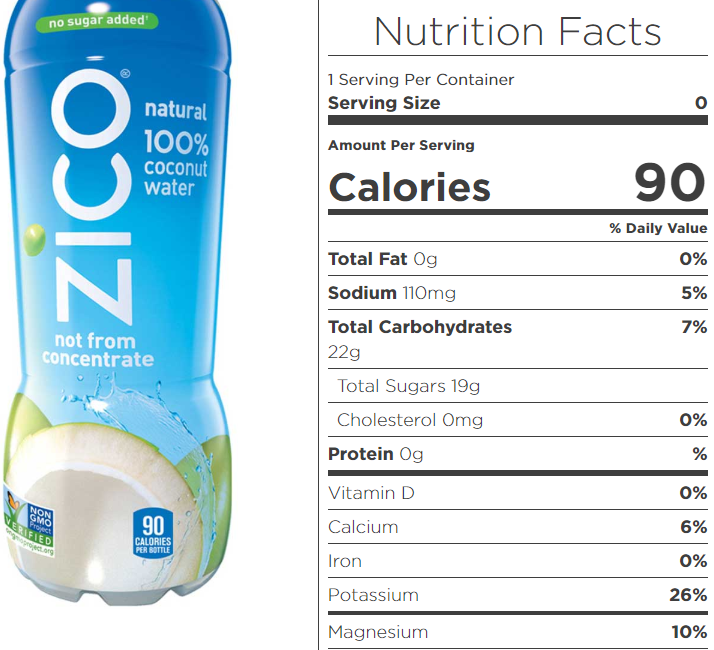 no sugar added†
ZICO®
natural
100%
coconut
water
not from
concentrate
NON
GMO
Project
VERIFIED
90
CALORIES
PER BOTTLE
Nutrition Facts
1 Serving Per Container
Serving Size 0
Amount Per Serving
Calories 90
% Daily Value
Total Fat 0g 0%
Sodium 110mg 5%
Total Carbohydrates 7%
22g
Total Sugars 19g
Cholesterol 0mg 0%
Protein 0g %
Vitamin D 0%
Calcium 6%
Iron 0%
Potassium 26%
Magnesium 10%